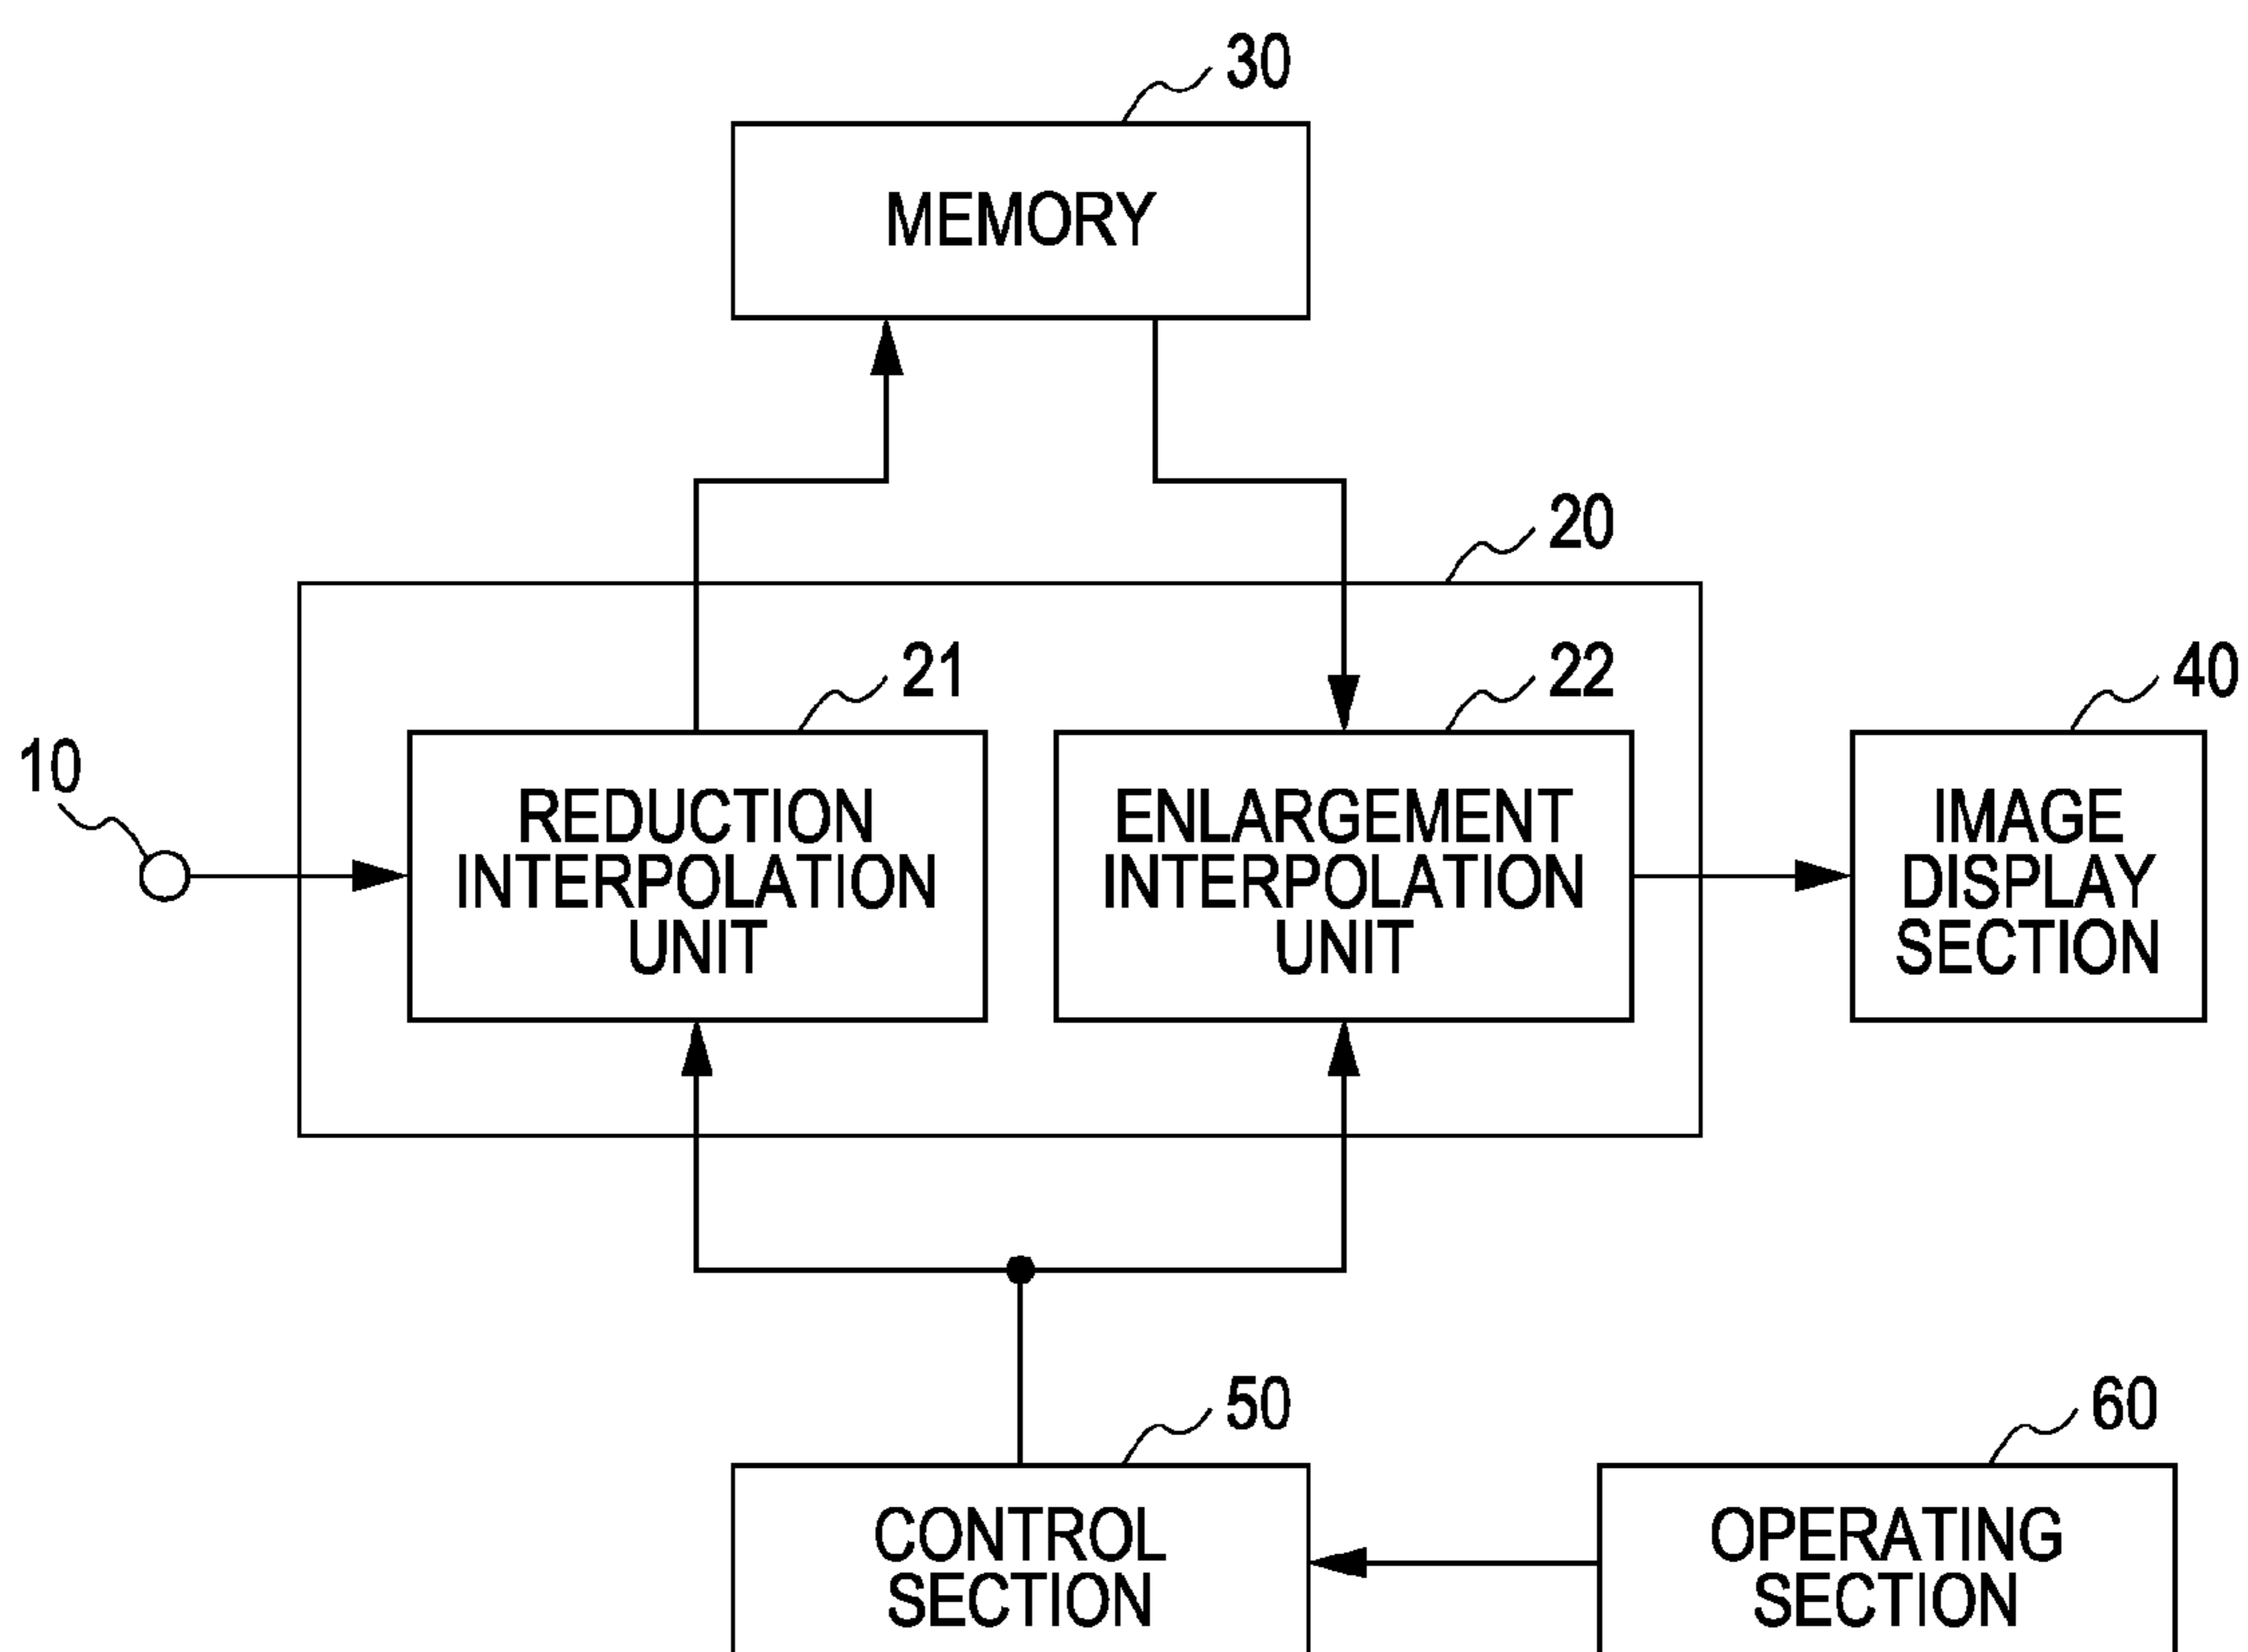 30
MEMORY
20
21
22
40
10
REDUCTION
INTERPOLATION
UNIT
ENLARGEMENT
INTERPOLATION
UNIT
IMAGE
DISPLAY
SECTION
50
60
CONTROL
SECTION
OPERATING
SECTION